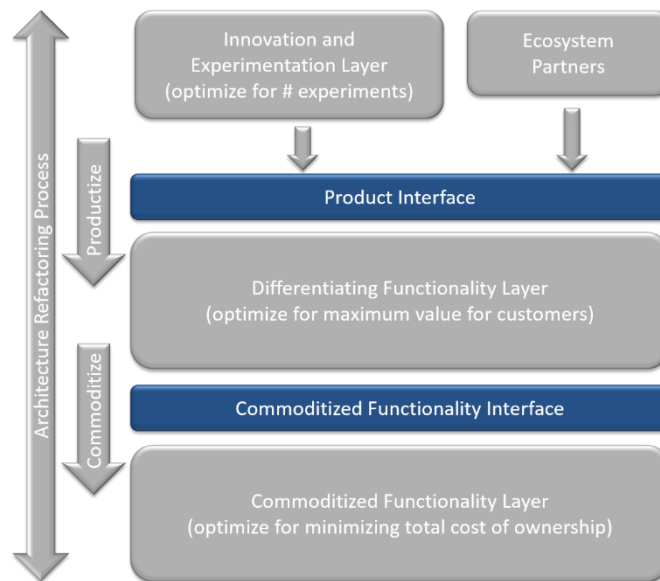 Innovation and
Experimentation Layer
(optimize for # experiments)
Ecosystem
Partners
Architecture Refactoring Process
Productize
Product Interface
Differentiating Functionality Layer
(optimize for maximum value for customers)
Commoditize
Commoditized Functionality Interface
Commoditized Functionality Layer
(optimize for minimizing total cost of ownership)